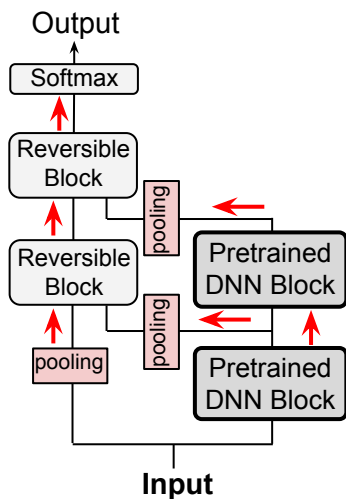 Output
Softmax
Reversible
Block
pooling
Pretrained
DNN Block
Reversible
Block
pooling
pooling
Pretrained
DNN Block
Input